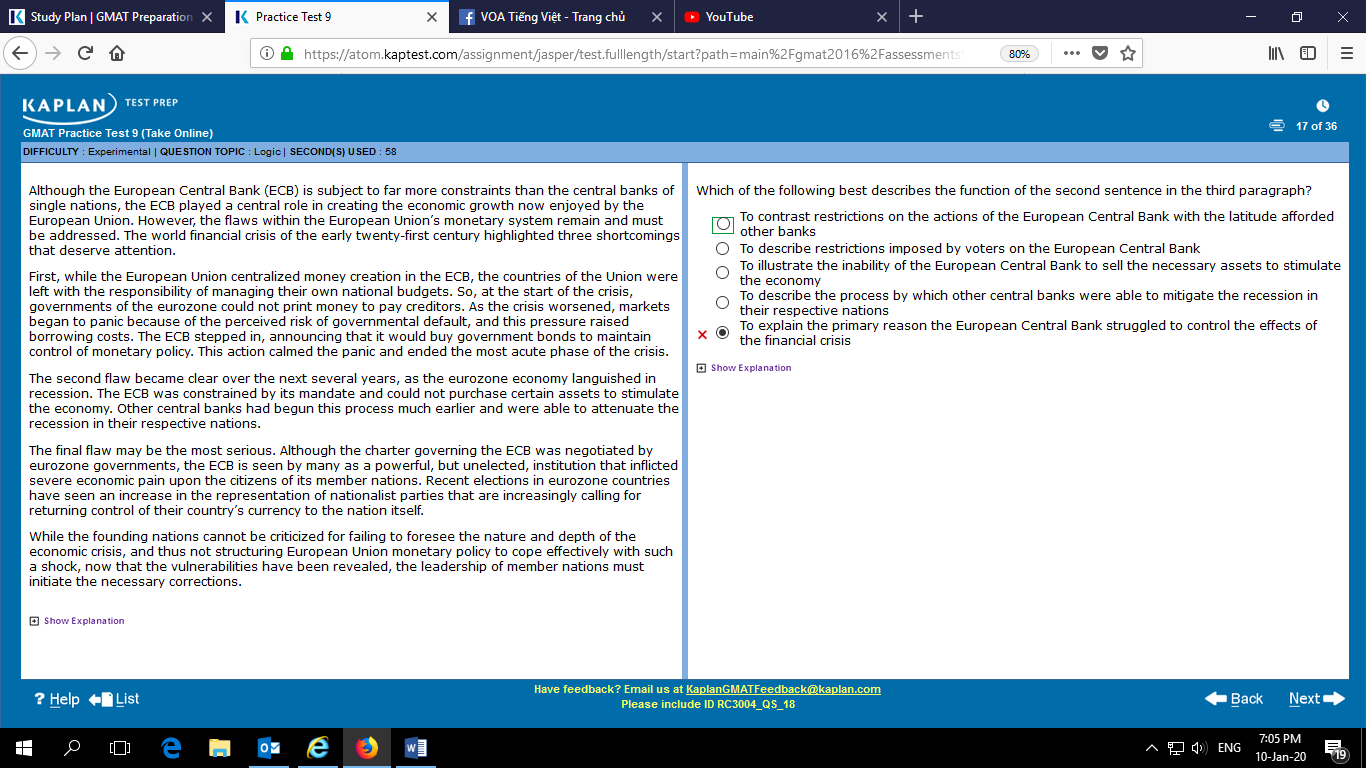 Study Plan | GMAT Preparation
Practice Test 9
VOA Tiếng Việt - Trang chủ
YouTube
https://atom.kaptest.com/assignment/jasper/test.fulllength/start?path=main%2Fgmat2016%2Fassessments
80%
KAPLAN TEST PREP
GMAT Practice Test 9 (Take Online)
17 of 36
DIFFICULTY : Experimental | QUESTION TOPIC : Logic | SECOND(S) USED : 58
Although the European Central Bank (ECB) is subject to far more constraints than the central banks of
single nations, the ECB played a central role in creating the economic growth now enjoyed by the
European Union. However, the flaws within the European Union's monetary system remain and must
be addressed. The world financial crisis of the early twenty-first century highlighted three shortcomings
that deserve attention.
First, while the European Union centralized money creation in the ECB, the countries of the Union were
left with the responsibility of managing their own national budgets. So, at the start of the crisis,
governments of the eurozone could not print money to pay creditors. As the crisis worsened, markets
began to panic because of the perceived risk of governmental default, and this pressure raised
borrowing costs. The ECB stepped in, announcing that it would buy government bonds to maintain
control of monetary policy. This action calmed the panic and ended the most acute phase of the crisis.
The second flaw became clear over the next several years, as the eurozone economy languished in
recession. The ECB was constrained by its mandate and could not purchase certain assets to stimulate
the economy. Other central banks had begun this process much earlier and were able to attenuate the
recession in their respective nations.
The final flaw may be the most serious. Although the charter governing the ECB was negotiated by
eurozone governments, the ECB is seen by many as a powerful, but unelected, institution that inflicted
severe economic pain upon the citizens of its member nations. Recent elections in eurozone countries
have seen an increase in the representation of nationalist parties that are increasingly calling for
returning control of their country's currency to the nation itself.
While the founding nations cannot be criticized for failing to foresee the nature and depth of the
economic crisis, and thus not structuring European Union monetary policy to cope effectively with such
a shock, now that the vulnerabilities have been revealed, the leadership of member nations must
initiate the necessary corrections.
Show Explanation
Which of the following best describes the function of the second sentence in the third paragraph?
To contrast restrictions on the actions of the European Central Bank with the latitude afforded
other banks
To describe restrictions imposed by voters on the European Central Bank
To illustrate the inability of the European Central Bank to sell the necessary assets to stimulate
the economy
To describe the process by which other central banks were able to mitigate the recession in
their respective nations
To explain the primary reason the European Central Bank struggled to control the effects of
the financial crisis
Show Explanation
? Help
List
Have feedback? Email us at KaplanGMATFeedback@kaplan.com
Please include ID RC3004_QS_18
Back
Next
ENG
7:05 PM
10-Jan-20
19